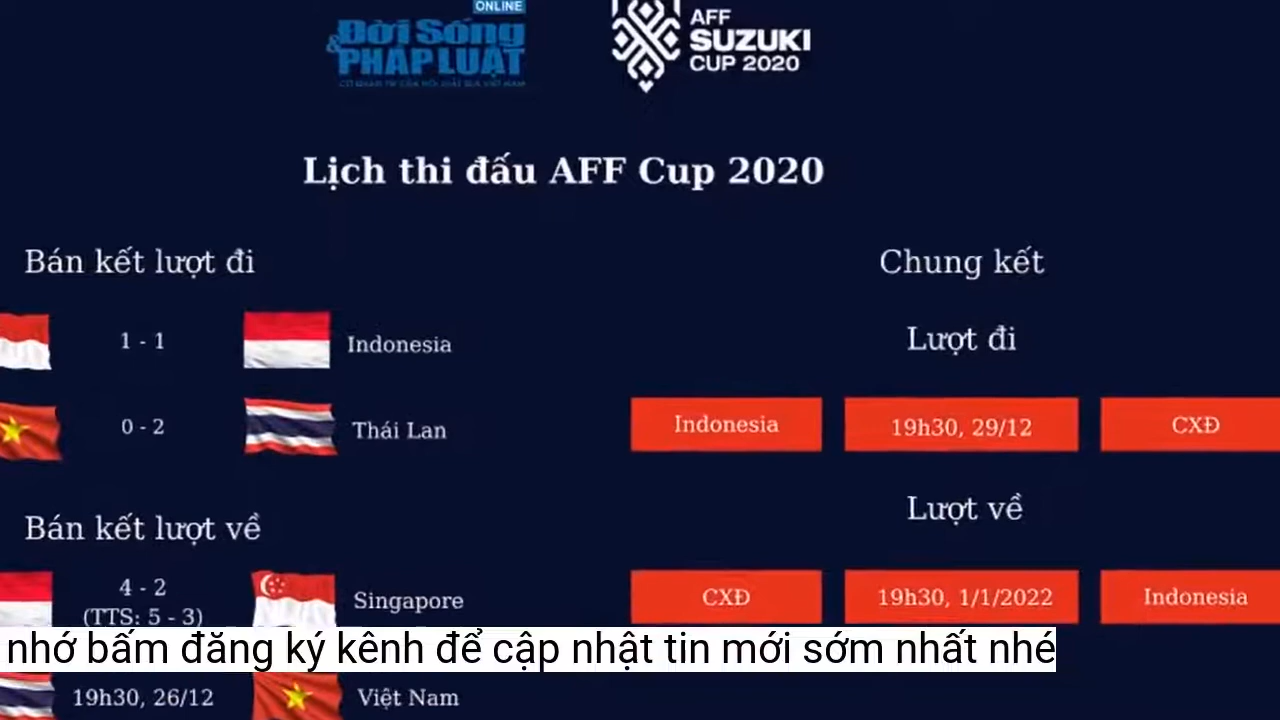 ONLINE
Đời Sống
& PHÁP LUẬT
AFF
SUZUKI
CUP 2020
Lịch thi đấu AFF Cup 2020
Bán kết lượt đi
1 - 1
Indonesia
0 - 2
Thái Lan
Bán kết lượt về
4 - 2
(TTS: 5 - 3)
Singapore
19h30, 26/12
Việt Nam
Chung kết
Lượt đi
Indonesia
19h30, 29/12
CXĐ
Lượt về
CXĐ
19h30, 1/1/2022
Indonesia
nhớ bấm đăng ký kênh để cập nhật tin mới sớm nhất nhé